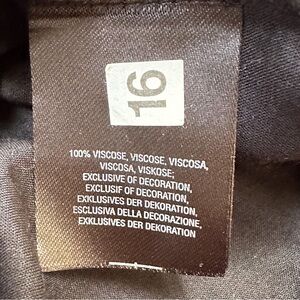 16
100% VISCOSE, VISCOSE, VISCOSA,
VISCOSA, VISKOSE;
EXCLUSIVE OF DECORATION,
EXCLUSIF OF DECORATION,
EXKLUSIVES DER DEKORATION,
ESCLUSIVA DELLA DECORAZIONE,
EXKLUSIVES DER DEKORATION